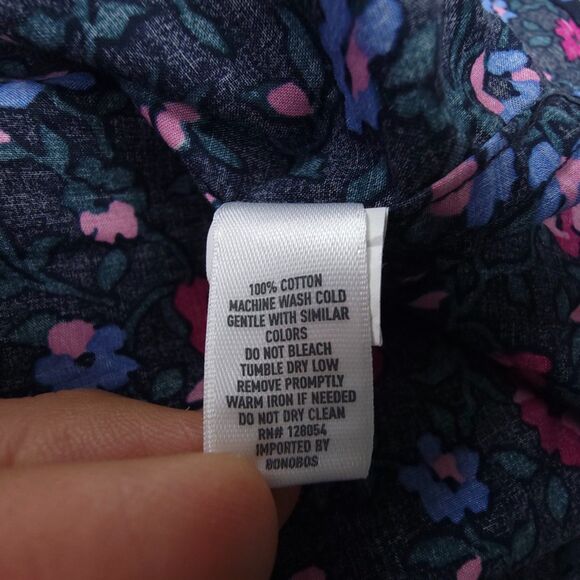 100% COTTON
MACHINE WASH COLD
GENTLE WITH SIMILAR
COLORS
DO NOT BLEACH
TUMBLE DRY LOW
REMOVE PROMPTLY
WARM IRON IF NEEDED
DO NOT DRY CLEAN
RN# 128054
IMPORTED BY
BONOBOS